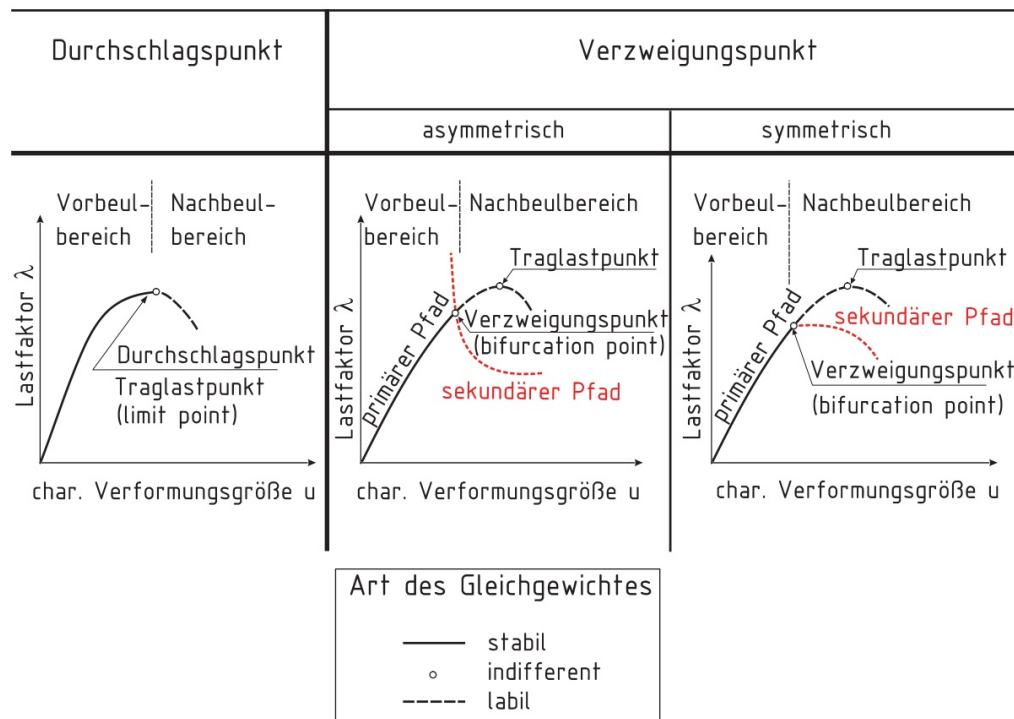 Durchschlagspunkt
Verzweigungspunkt
asymmetrisch
symmetrisch
Vorbeul-
bereich
Nachbeul-
bereich
Lastfaktor λ
Durchschlagspunkt
Traglastpunkt
(limit point)
char. Verformungsgröße u
Vorbeul-
bereich
Nachbeulbereich
Lastfaktor λ
primärer Pfad
Traglastpunkt
Verzweigungspunkt
(bifurcation point)
sekundärer Pfad
char. Verformungsgröße u
Vorbeul-
bereich
Nachbeulbereich
Lastfaktor λ
primärer Pfad
Traglastpunkt
sekundärer Pfad
Verzweigungspunkt
(bifurcation point)
char. Verformungsgröße u
Art des Gleichgewichtes
stabil
indifferent
labil